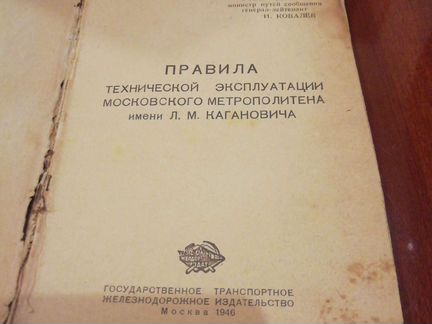 министр путей сообщения
генерал-лейтенант
И. КОВАЛЕВ
ПРАВИЛА
ТЕХНИЧЕСКОЙ ЭКСПЛУАТАЦИИ
МОСКОВСКОГО МЕТРОПОЛИТЕНА
имени Л. М. КАГАНОВИЧА
ГОСУДАРСТВЕННОЕ ТРАНСПОРТНОЕ
ЖЕЛЕЗНОДОРОЖНОЕ ИЗДАТЕЛЬСТВО
Москва 1946